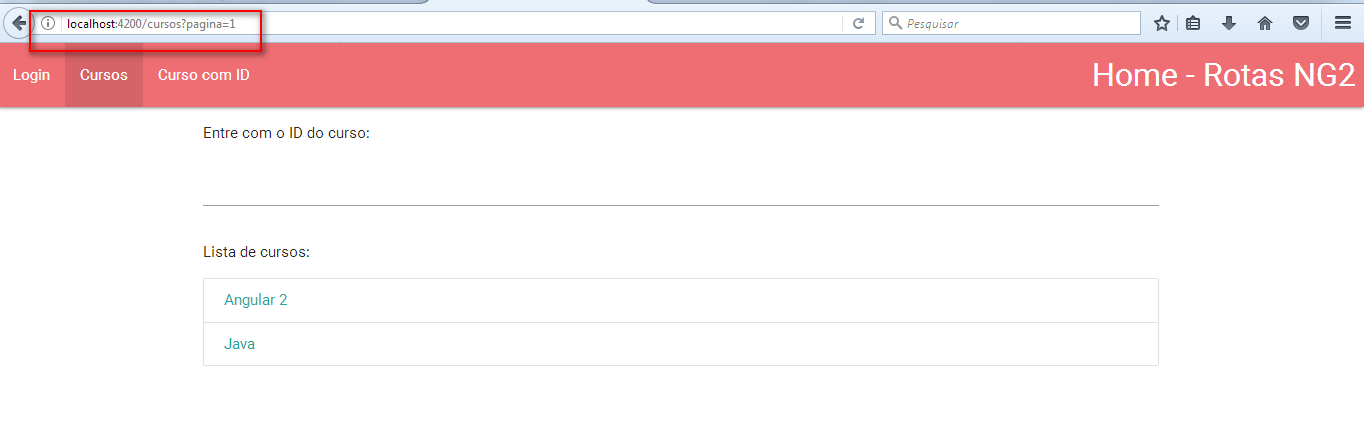 localhost:4200/cursos?pagina=1
Pesquisar
Login Cursos Curso com ID Home - Rotas NG2
Entre com o ID do curso:
Lista de cursos:
Angular 2
Java